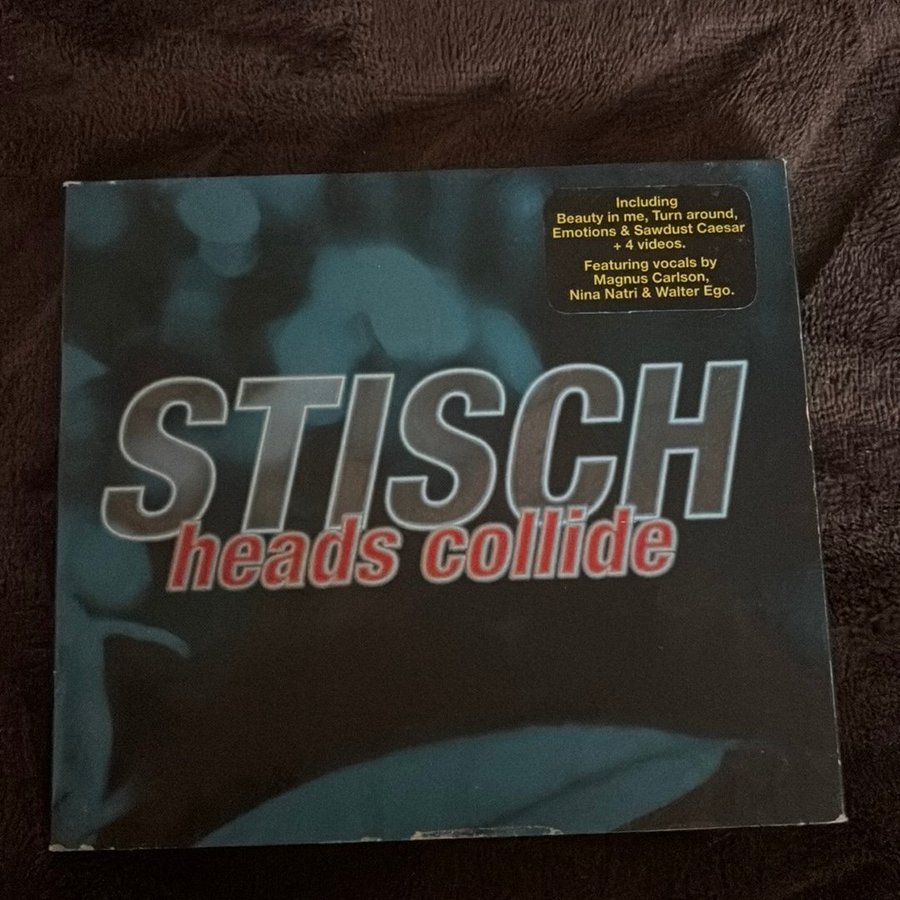 Including
Beauty in me, Turn around,
Emotions & Sawdust Caesar
+ 4 videos.
Featuring vocals by
Magnus Carlson,
Nina Natri & Walter Ego.
STISCH
heads collide